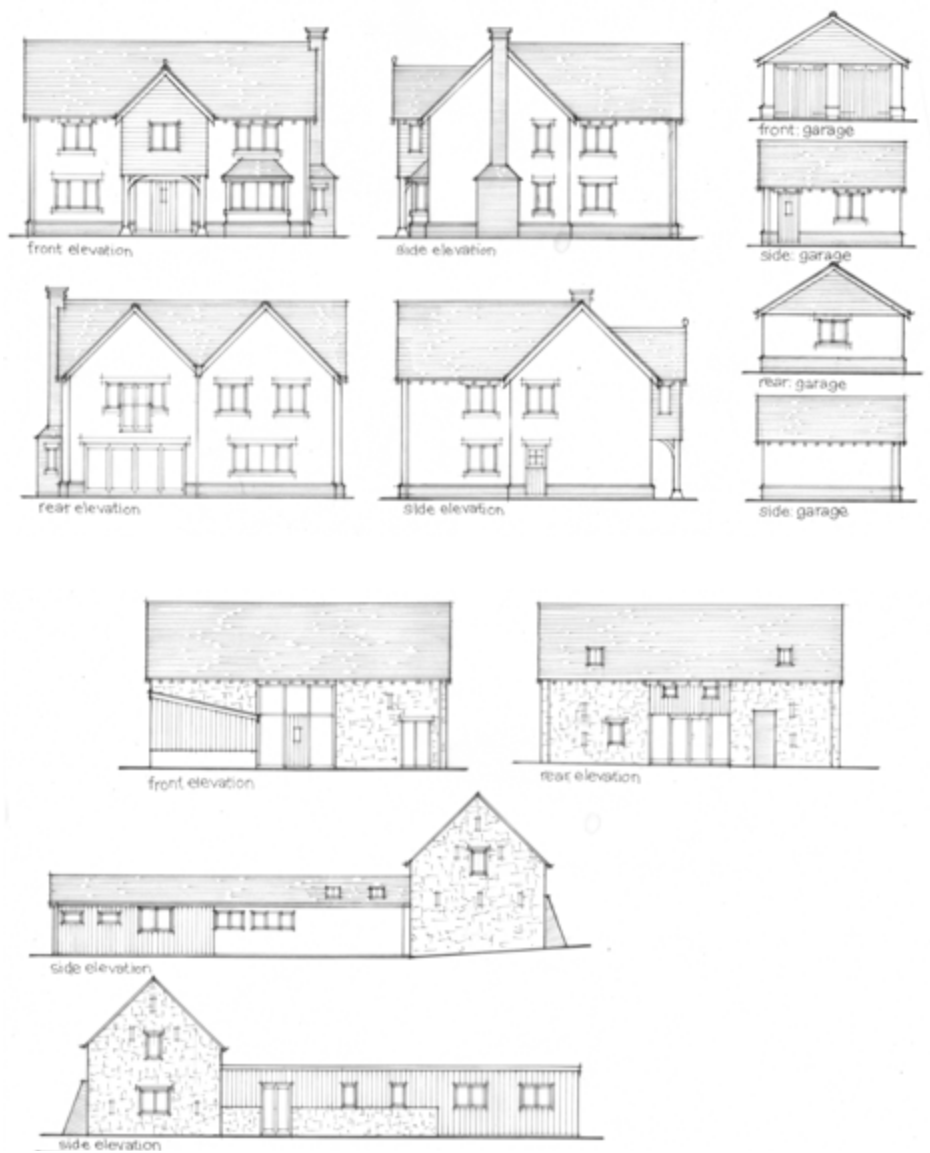 front elevation
side elevation
front: garage
side: garage
rear elevation
side elevation
rear: garage
side: garage
front elevation
rear elevation
side elevation
side elevation